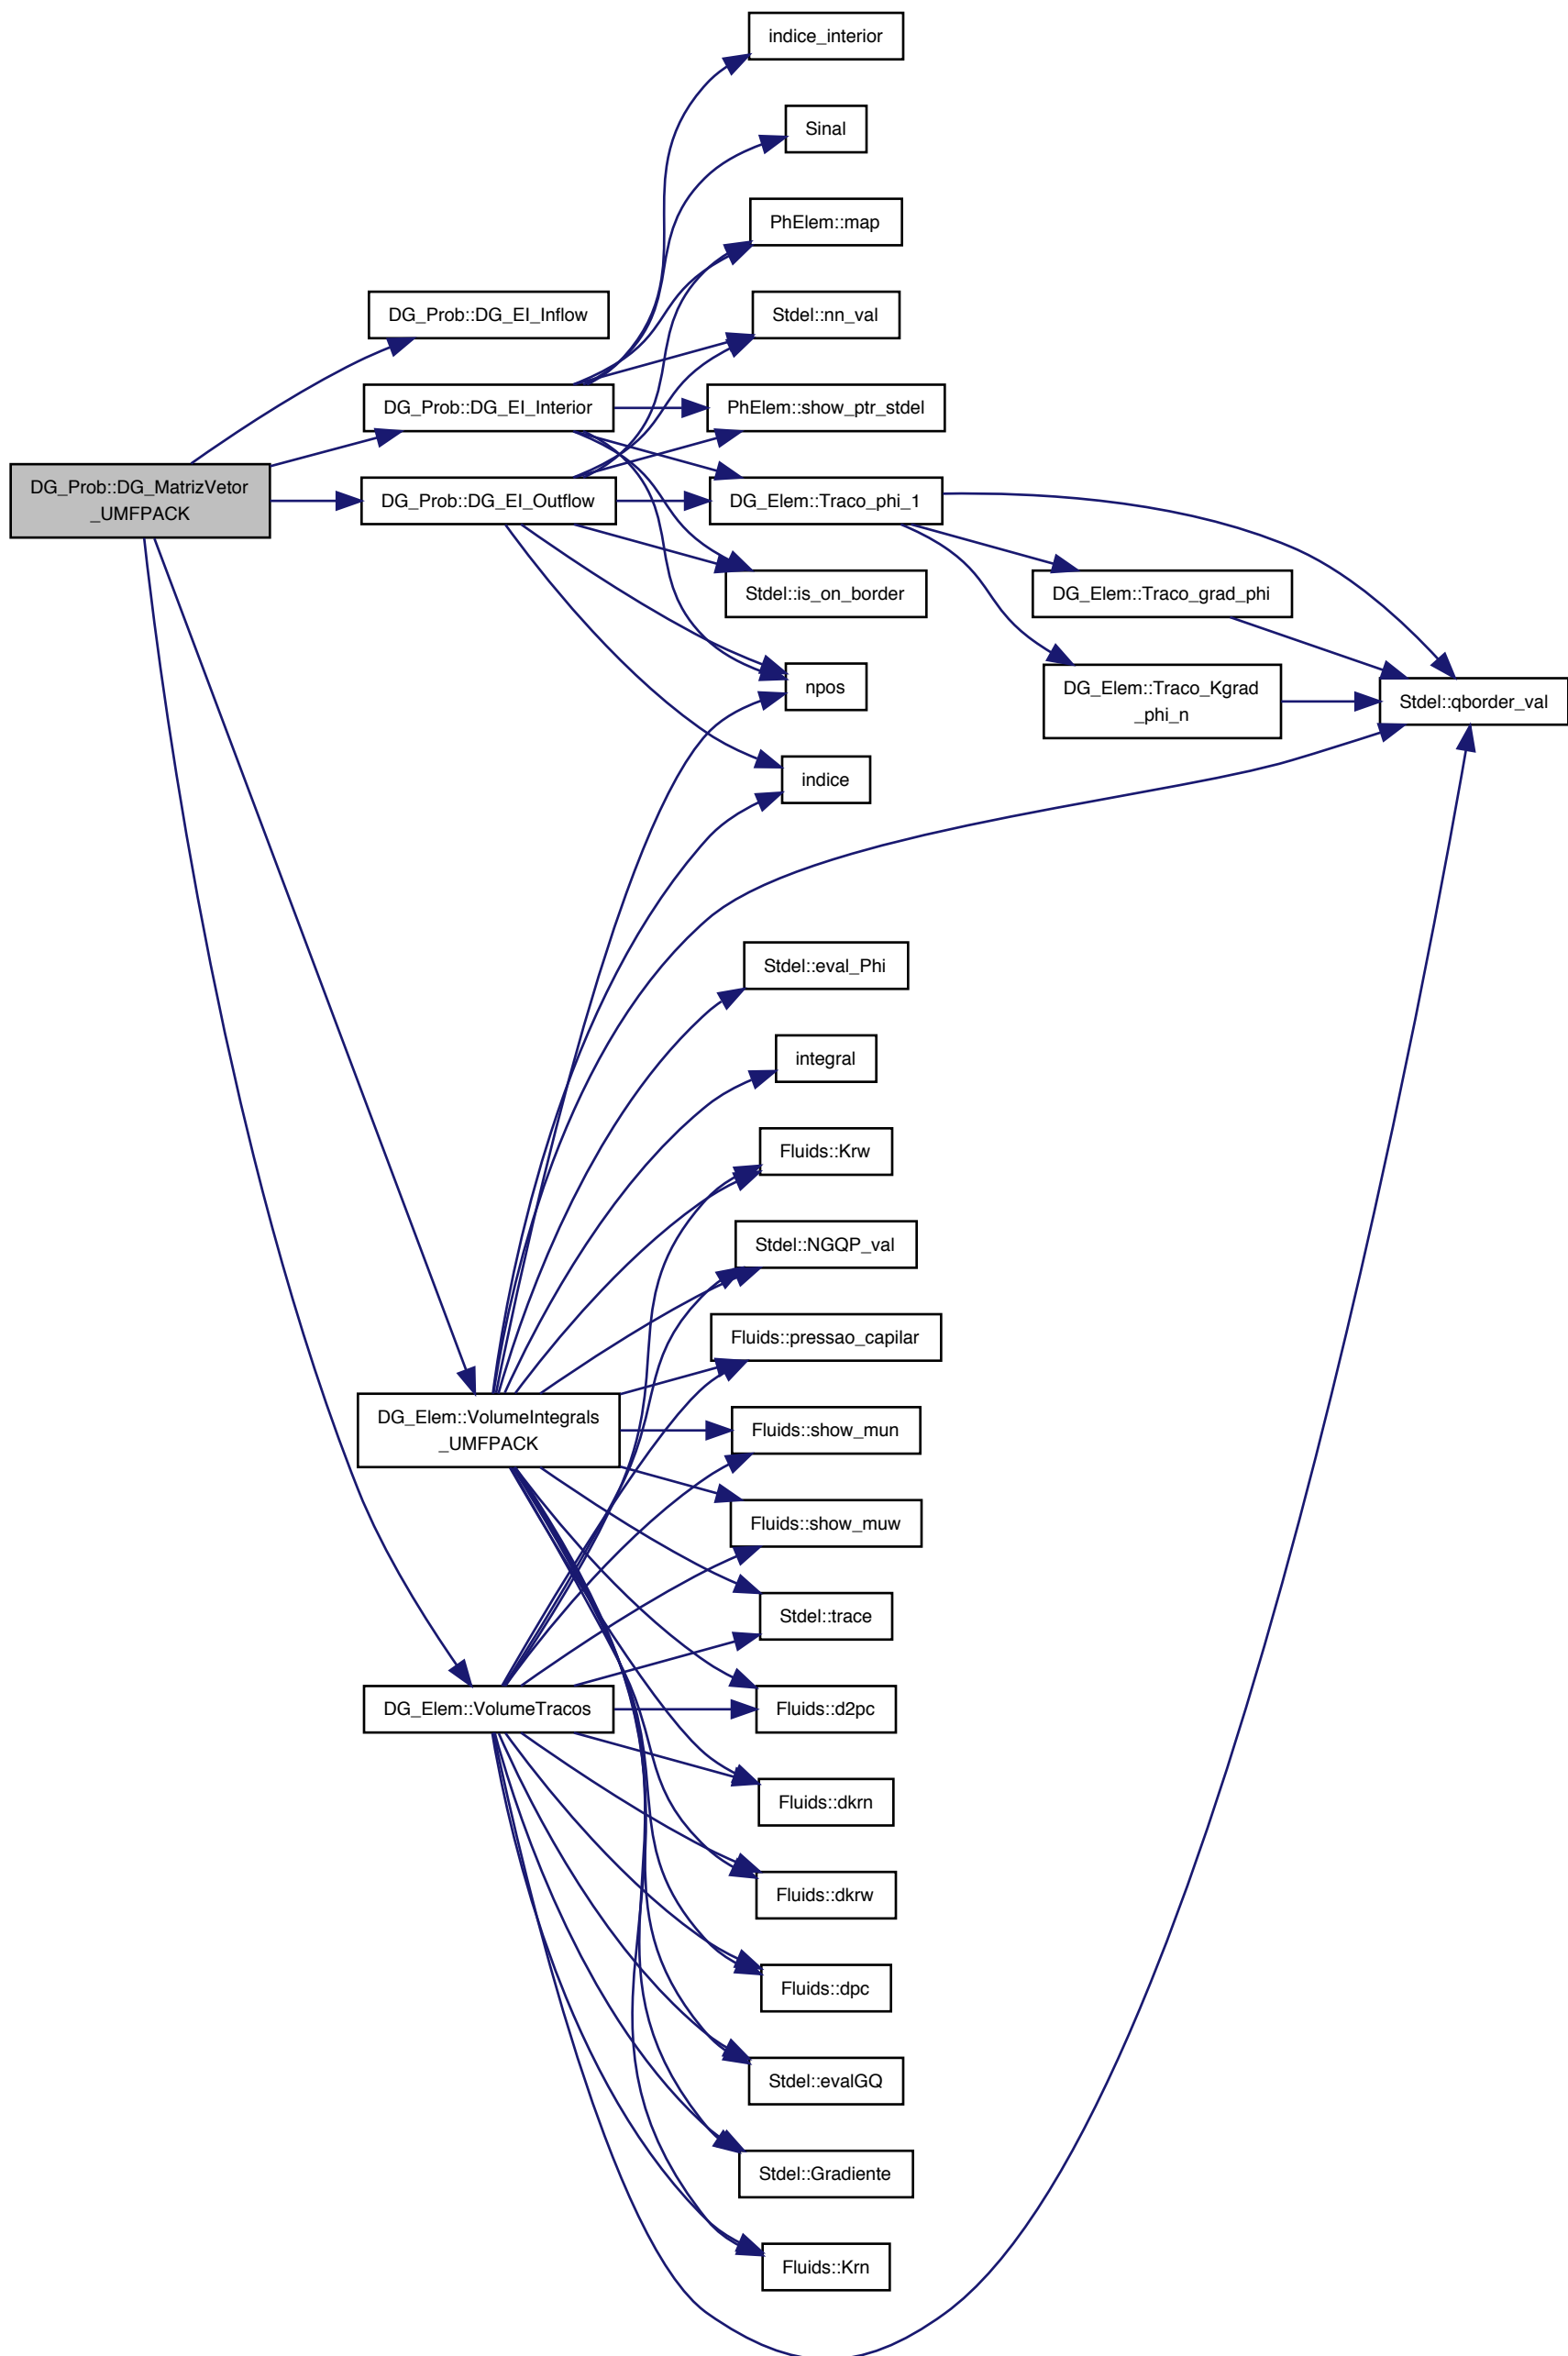 indice_interior
Sinal
PhElem::map
DG_Prob::DG_EI_Inflow
Stdel::nn_val
DG_Prob::DG_EI_Interior
PhElem::show_ptr_stdel
DG_Prob::DG_MatrizVetor
_UMFPACK
DG_Prob::DG_EI_Outflow
DG_Elem::Traco_phi_1
Stdel::is_on_border
DG_Elem::Traco_grad_phi
npos
DG_Elem::Traco_Kgrad
_phi_n
Stdel::qborder_val
indice
Stdel::eval_Phi
integral
Fluids::Krw
Stdel::NGQP_val
Fluids::pressao_capilar
DG_Elem::VolumeIntegrals
_UMFPACK
Fluids::show_mun
Fluids::show_muw
Stdel::trace
DG_Elem::VolumeTracos
Fluids::d2pc
Fluids::dkrn
Fluids::dkrw
Fluids::dpc
Stdel::evalGQ
Stdel::Gradiente
Fluids::Krn